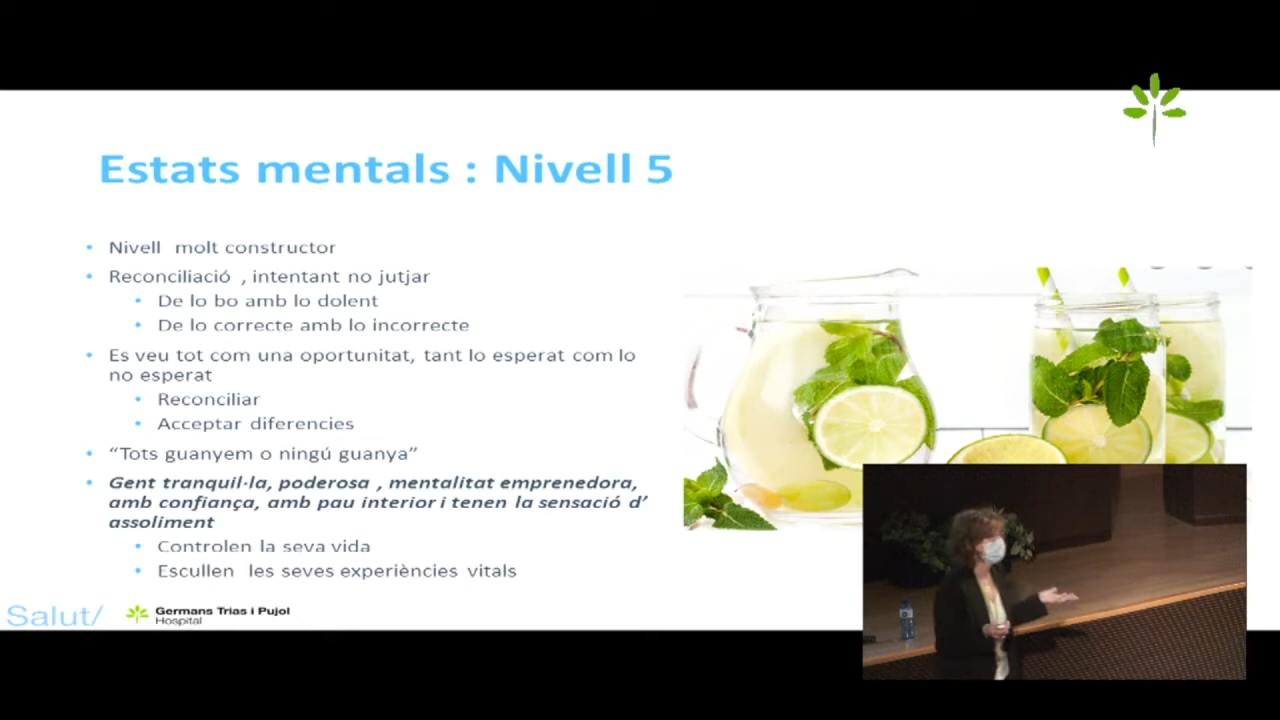 Estats mentals : Nivell 5
• Nivell molt constructor
• Reconciliació , intentant no jutjar
• De lo bo amb lo dolent
• De lo correcte amb lo incorrecte
• Es veu tot com una oportunitat, tant lo esperat com lo
no esperat
• Reconciliar
• Acceptar diferencies
• “Tots guanyem o ningú guanya”
• Gent tranquil·la, poderosa , mentalitat emprenedora,
amb confiança, amb pau interior i tenen la sensació d’
assoliment
• Controlen la seva vida
• Escullen les seves experiències vitals
Salut/
Germans Trias i Pujol
Hospital